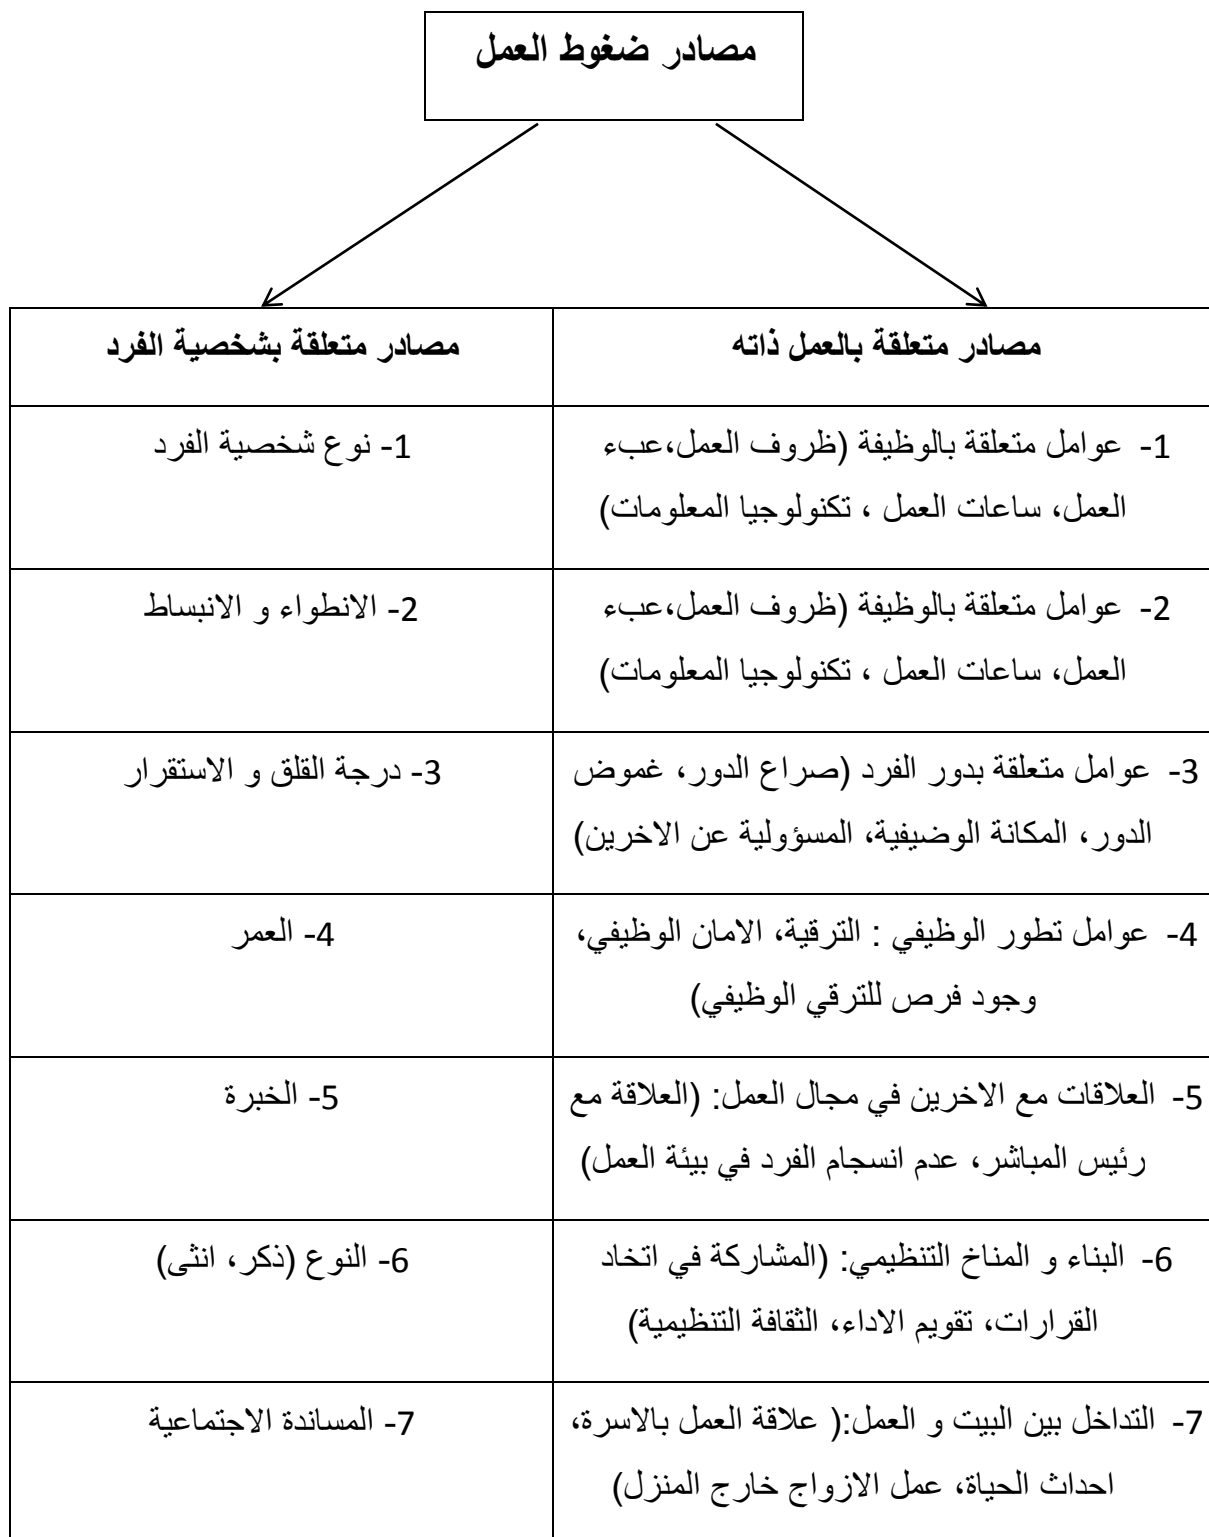 مصادر ضغوط العمل
مصادر متعلقة بالعمل ذاته
مصادر متعلقة بشخصية الفرد
1- عوامل متعلقة بالوظيفة (ظروف العمل،عبء
العمل، ساعات العمل ، تكنولوجيا المعلومات)
1- نوع شخصية الفرد
2- عوامل متعلقة بالوظيفة (ظروف العمل،عبء
العمل، ساعات العمل ، تكنولوجيا المعلومات)
2- الانطواء و الانبساط
3- عوامل متعلقة بدور الفرد (صراع الدور، غموض
الدور، المكانة الوضيفية، المسؤولية عن الاخرين)
3- درجة القلق و الاستقرار
4- عوامل تطور الوظيفي : الترقية، الامان الوظيفي،
وجود فرص للترقي الوظيفي)
4- العمر
5- العلاقات مع الاخرين في مجال العمل: (العلاقة مع
رئيس المباشر، عدم انسجام الفرد في بيئة العمل)
5- الخبرة
6- البناء و المناخ التنظيمي: (المشاركة في اتخاد
القرارات، تقويم الاداء، الثقافة التنظيمية)
6- النوع (ذكر، انثى)
7- التداخل بين البيت و العمل:( علاقة العمل بالاسرة،
احداث الحياة، عمل الازواج خارج المنزل)
7- المساندة الاجتماعية